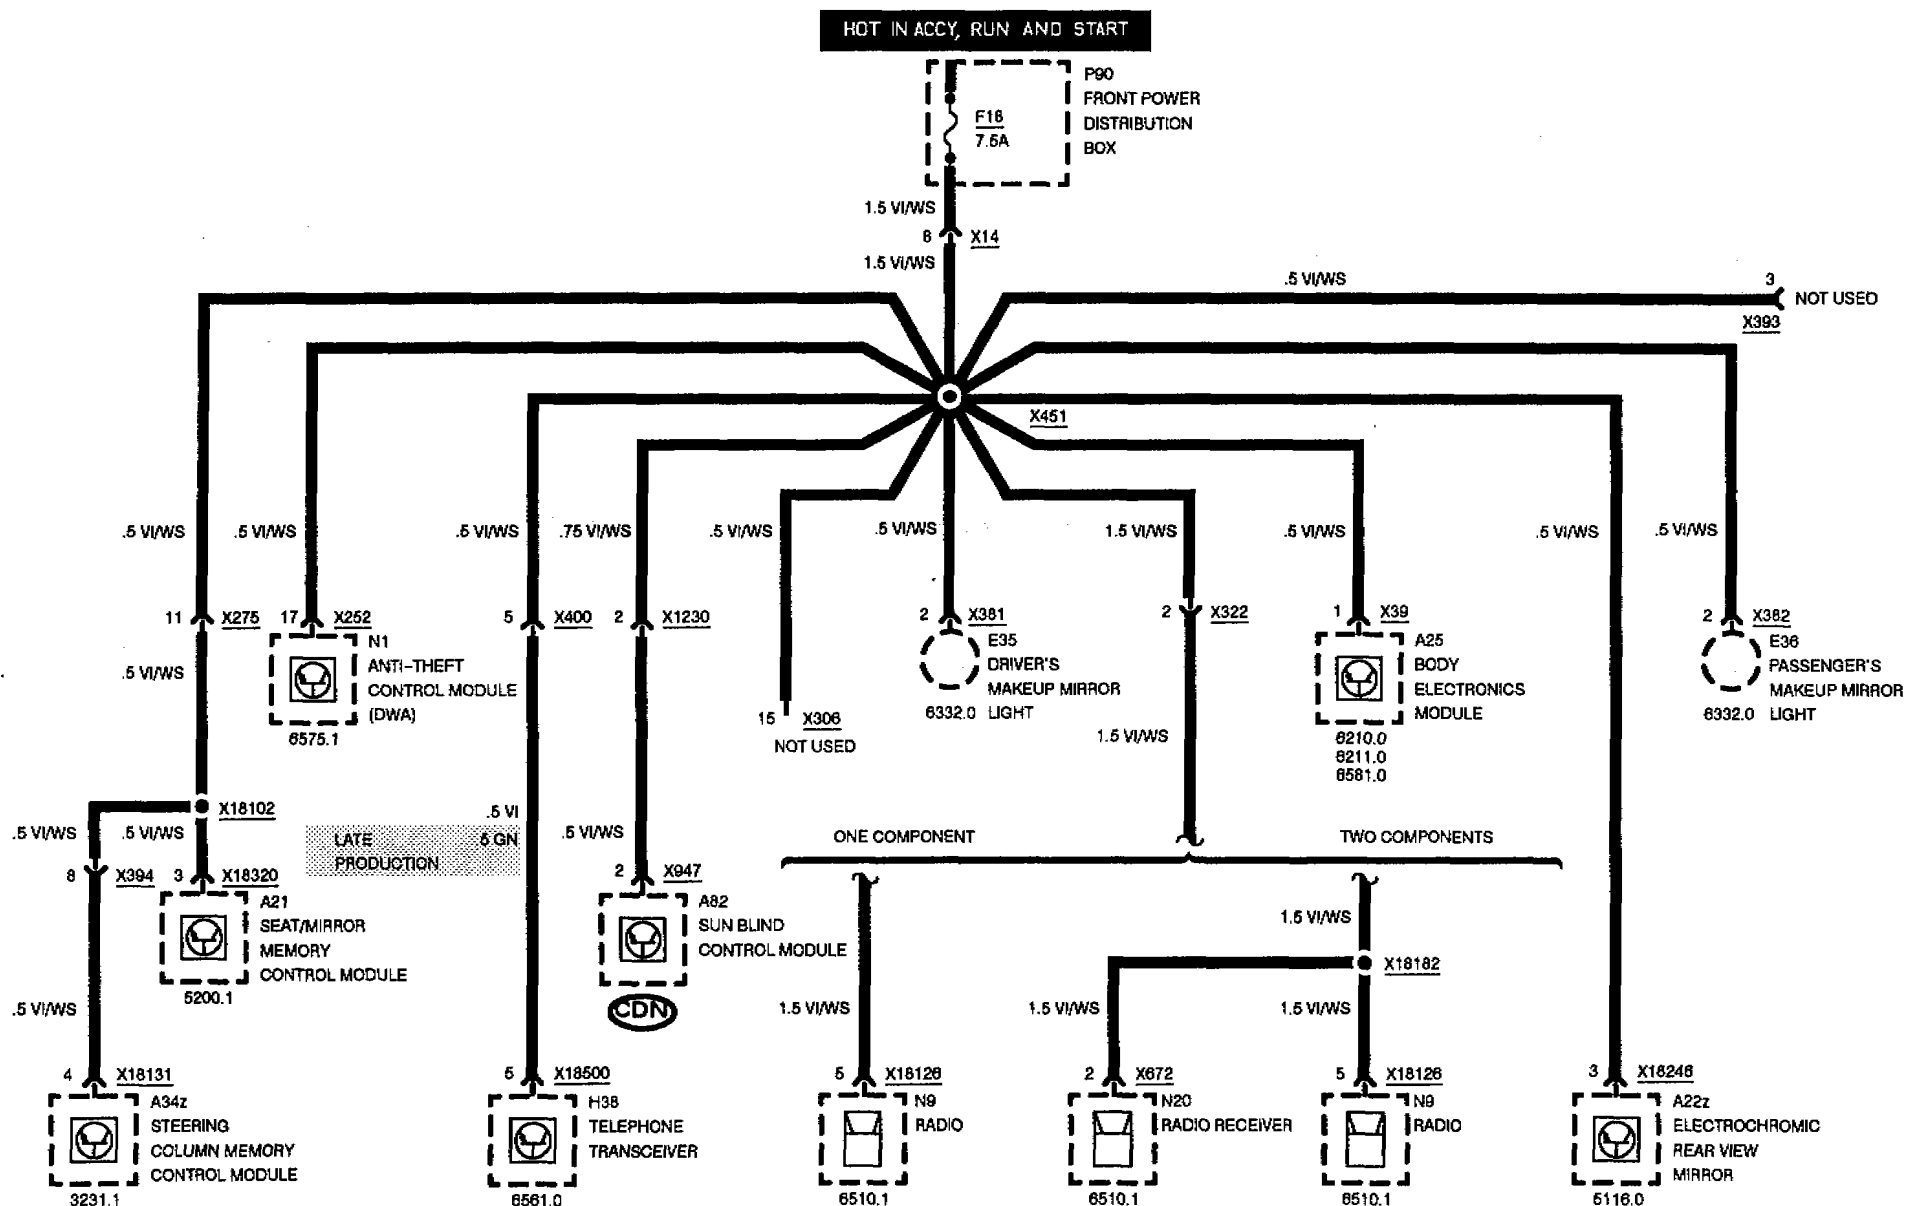 HOT IN ACCY, RUN AND START
P90
FRONT POWER
DISTRIBUTION
BOX
F16
7.5A
1.5 VI/WS
6 X14
1.5 VI/WS
.5 VI/WS
3
NOT USED
X393
X451
.5 VI/WS
.5 VI/WS
.5 VI/WS
.75 VI/WS
.5 VI/WS
.5 VI/WS
1.5 VI/WS
.5 VI/WS
.5 VI/WS
.5 VI/WS
11 X275
17 X252
5 X400
2 X1230
2 X381
2 X322
1 X39
2 X382
N1
ANTI-THEFT
CONTROL MODULE
(DWA)
6575.1
.5 VI/WS
15 X306
NOT USED
E35
DRIVER'S
MAKEUP MIRROR
LIGHT
6332.0
1.5 VI/WS
A25
BODY
ELECTRONICS
MODULE
6210.0
6211.0
6581.0
E36
PASSENGER'S
MAKEUP MIRROR
LIGHT
6332.0
X18102
.5 VI/WS
.5 VI/WS
.5 VI
LATE
PRODUCTION
.5 GN
.5 VI/WS
ONE COMPONENT
TWO COMPONENTS
8 X394
3 X18320
2 X947
A21
SEAT/MIRROR
MEMORY
CONTROL MODULE
5200.1
A82
SUN BLIND
CONTROL MODULE
CDN
1.5 VI/WS
X18182
.5 VI/WS
1.5 VI/WS
1.5 VI/WS
1.5 VI/WS
4 X18131
5 X18500
5 X18126
2 X672
5 X18126
3 X18246
A34z
STEERING
COLUMN MEMORY
CONTROL MODULE
3231.1
H38
TELEPHONE
TRANSCEIVER
6561.0
N9
RADIO
6510.1
N20
RADIO RECEIVER
6510.1
N9
RADIO
6510.1
A22z
ELECTROCHROMIC
REAR VIEW
MIRROR
5116.0